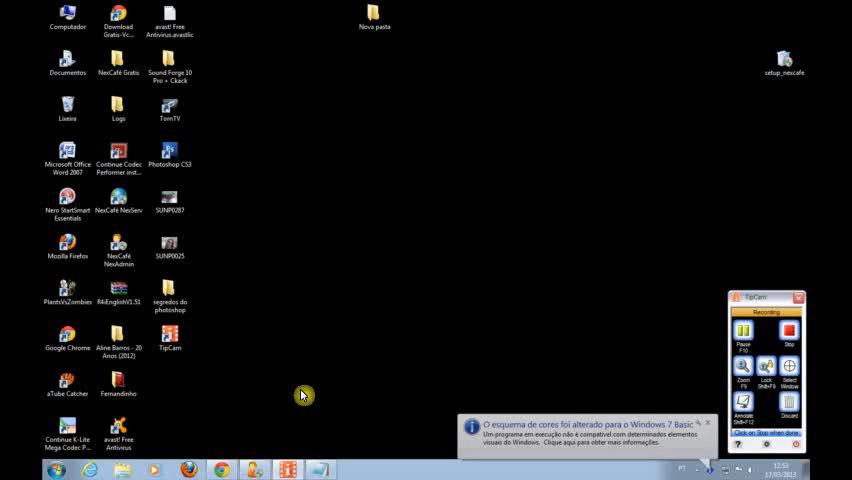 Computador
Download
Gratis-Vc...
avast! Free
Antivirus.avastlic
Nova pasta
Documentos
NexCafé Gratis
Sound Forge 10
Pro + Ckack
setup_nexcafe
Lixeira
Logs
TornTV
Microsoft Office
Word 2007
Continue Codec
Performer inst...
Photoshop CS3
Nero StartSmart
Essentials
NexCafé NexServ
SUNP0287
Mozilla Firefox
NexCafé
NexAdmin
SUNP0025
PlantsVsZombies
R4iEnglishV1.51
segredos do
photoshop
Google Chrome
Aline Barros - 20
Anos (2012)
TipCam
aTube Catcher
Fernandinho
Continue K-Lite
Mega Codec P...
avast! Free
Antivirus
TipCam
Recording
Pause
F10
Stop
Zoom
F9
Lock
Shift+F9
Select
Window
Annotate
Shift+F12
Discard
Click on Stop when done
O esquema de cores foi alterado para o Windows 7 Basic
Um programa em execução não é compatível com determinados elementos
visuais do Windows. Clique aqui para obter mais informações.
PT
12:53
17/03/2013